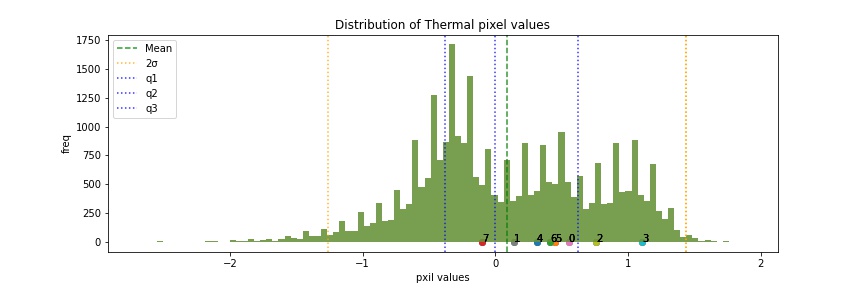 Distribution of Thermal pixel values
1750
1500
1250
1000
750
500
250
0
freq
Mean
2σ
q1
q2
q3
7 1 4 6 5 0 2 3
−2 −1 0 1 2
pxil values